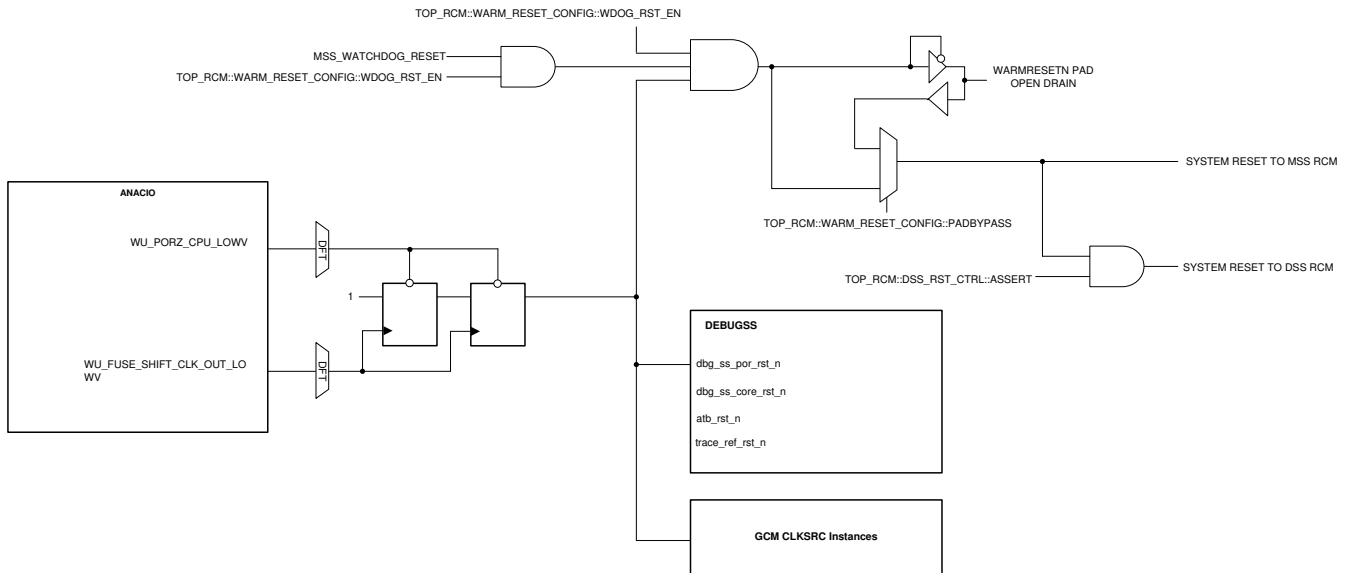 TOP_RCM::WARM_RESET_CONFIG::WDOG_RST_EN
MSS_WATCHDOG_RESET
TOP_RCM::WARM_RESET_CONFIG::WDOG_RST_EN
WARMRESETN PAD
OPEN DRAIN
SYSTEM RESET TO MSS RCM
ANACIO
TOP_RCM::WARM_RESET_CONFIG::PADBYPASS
WU_PORZ_CPU_LOWV
DFT
SYSTEM RESET TO DSS RCM
TOP_RCM::DSS_RST_CTRL::ASSERT
1
DEBUGSS
WU_FUSE_SHIFT_CLK_OUT_LO
WV
DFT
dbg_ss_por_rst_n
dbg_ss_core_rst_n
atb_rst_n
trace_ref_rst_n
GCM CLKSRC Instances